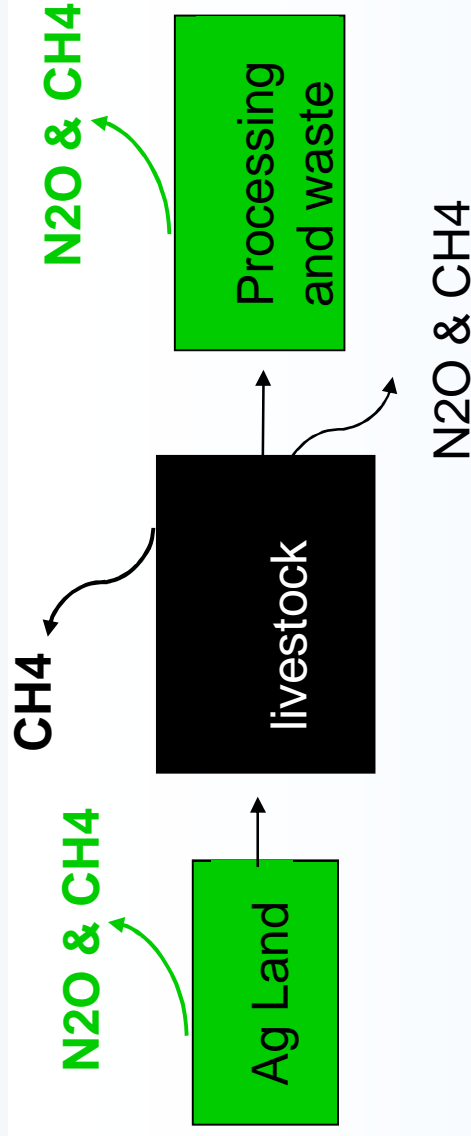 N2O & CH4
CH4
N2O & CH4
Ag Land
livestock
Processing
and waste
N2O & CH4